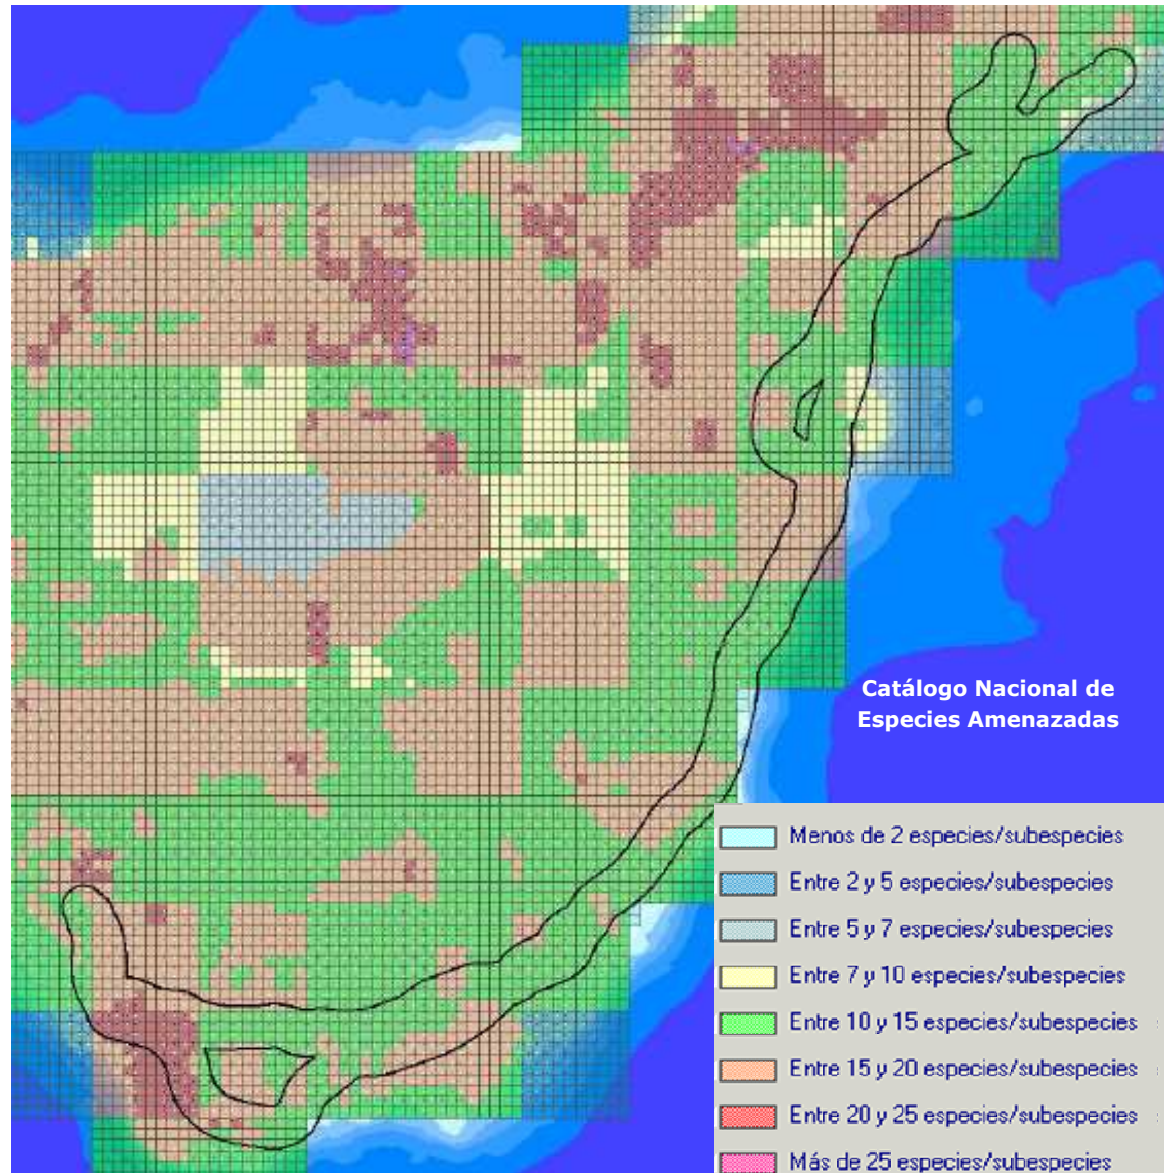 Catálogo Nacional de
Especies Amenazadas
Menos de 2 especies/subespecies
Entre 2 y 5 especies/subespecies
Entre 5 y 7 especies/subespecies
Entre 7 y 10 especies/subespecies
Entre 10 y 15 especies/subespecies
Entre 15 y 20 especies/subespecies
Entre 20 y 25 especies/subespecies
Más de 25 especies/subespecies